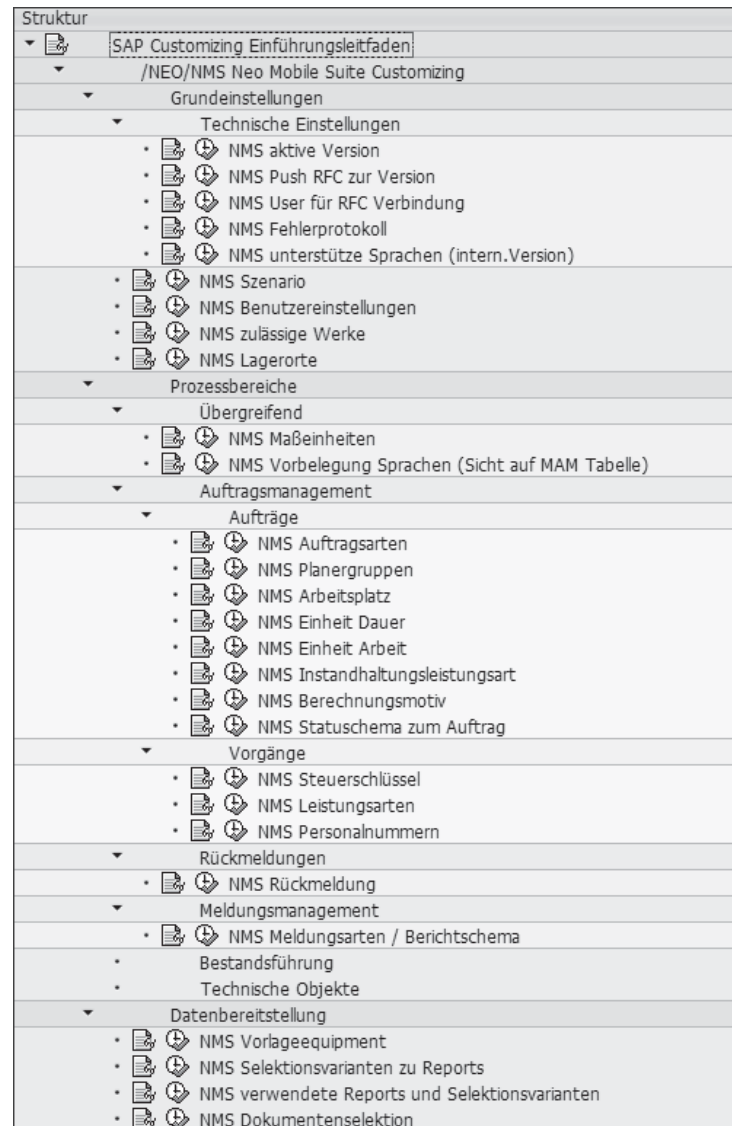 Struktur
SAP Customizing Einführungsleitfaden
/NEO/NMS Neo Mobile Suite Customizing
Grundeinstellungen
Technische Einstellungen
NMS aktive Version
NMS Push RFC zur Version
NMS User für RFC Verbindung
NMS Fehlerprotokoll
NMS unterstütze Sprachen (intern.Version)
NMS Szenario
NMS Benutzereinstellungen
NMS zulässige Werke
NMS Lagerorte
Prozessbereiche
Übergreifend
NMS Maßeinheiten
NMS Vorbelegung Sprachen (Sicht auf MAM Tabelle)
Auftragsmanagement
Aufträge
NMS Auftragsarten
NMS Planergruppen
NMS Arbeitsplatz
NMS Einheit Dauer
NMS Einheit Arbeit
NMS Instandhaltungsleistungsart
NMS Berechnungsmotiv
NMS Statuschema zum Auftrag
Vorgänge
NMS Steuerschlüssel
NMS Leistungsarten
NMS Personalnummern
Rückmeldungen
NMS Rückmeldung
Meldungsmanagement
NMS Meldungsarten / Berichtschema
Bestandsführung
Technische Objekte
Datenbereitstellung
NMS Vorlageequipment
NMS Selektionsvarianten zu Reports
NMS verwendete Reports und Selektionsvarianten
NMS Dokumentenselektion